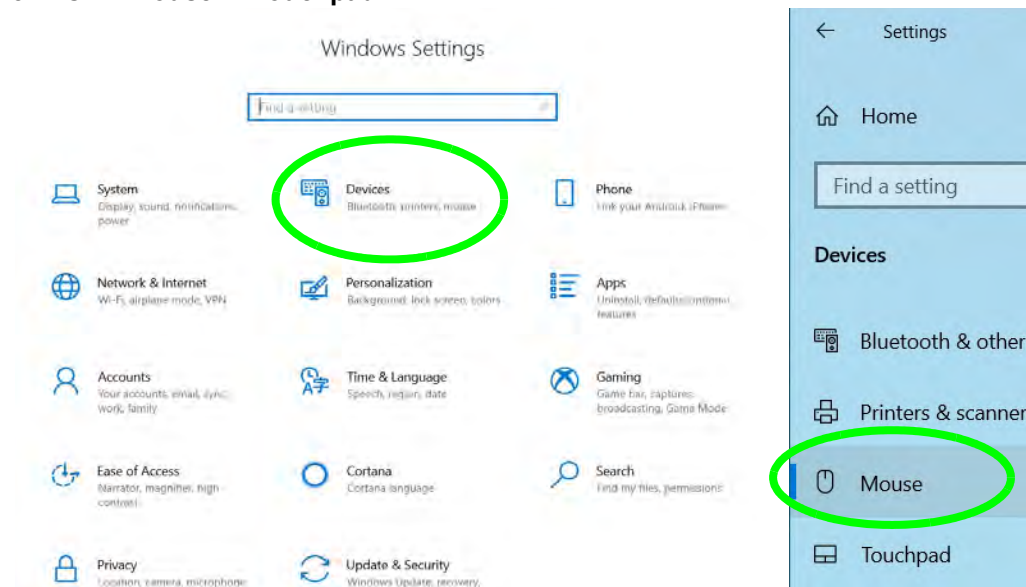 Windows Settings
Find a setting
System
Display, sound, notifications,
power
Devices
Bluetooth, printers, mouse
Phone
Link your Android, iPhone
Network & Internet
Wi-Fi, airplane mode, VPN
Personalization
Background, lock screen, colors
Apps
Uninstall, defaults, optional
features
Accounts
Your accounts, email, sync,
work, family
Time & Language
Speech, region, date
Gaming
Game bar, captures,
broadcasting, Game Mode
Ease of Access
Narrator, magnifier, high
contrast
Cortana
Cortana language
Search
Find my files, permissions
Privacy
Location, camera, microphone
Update & Security
Windows Update, recovery,
Settings
Home
Find a setting
Devices
Bluetooth & other
Printers & scanner
Mouse
Touchpad